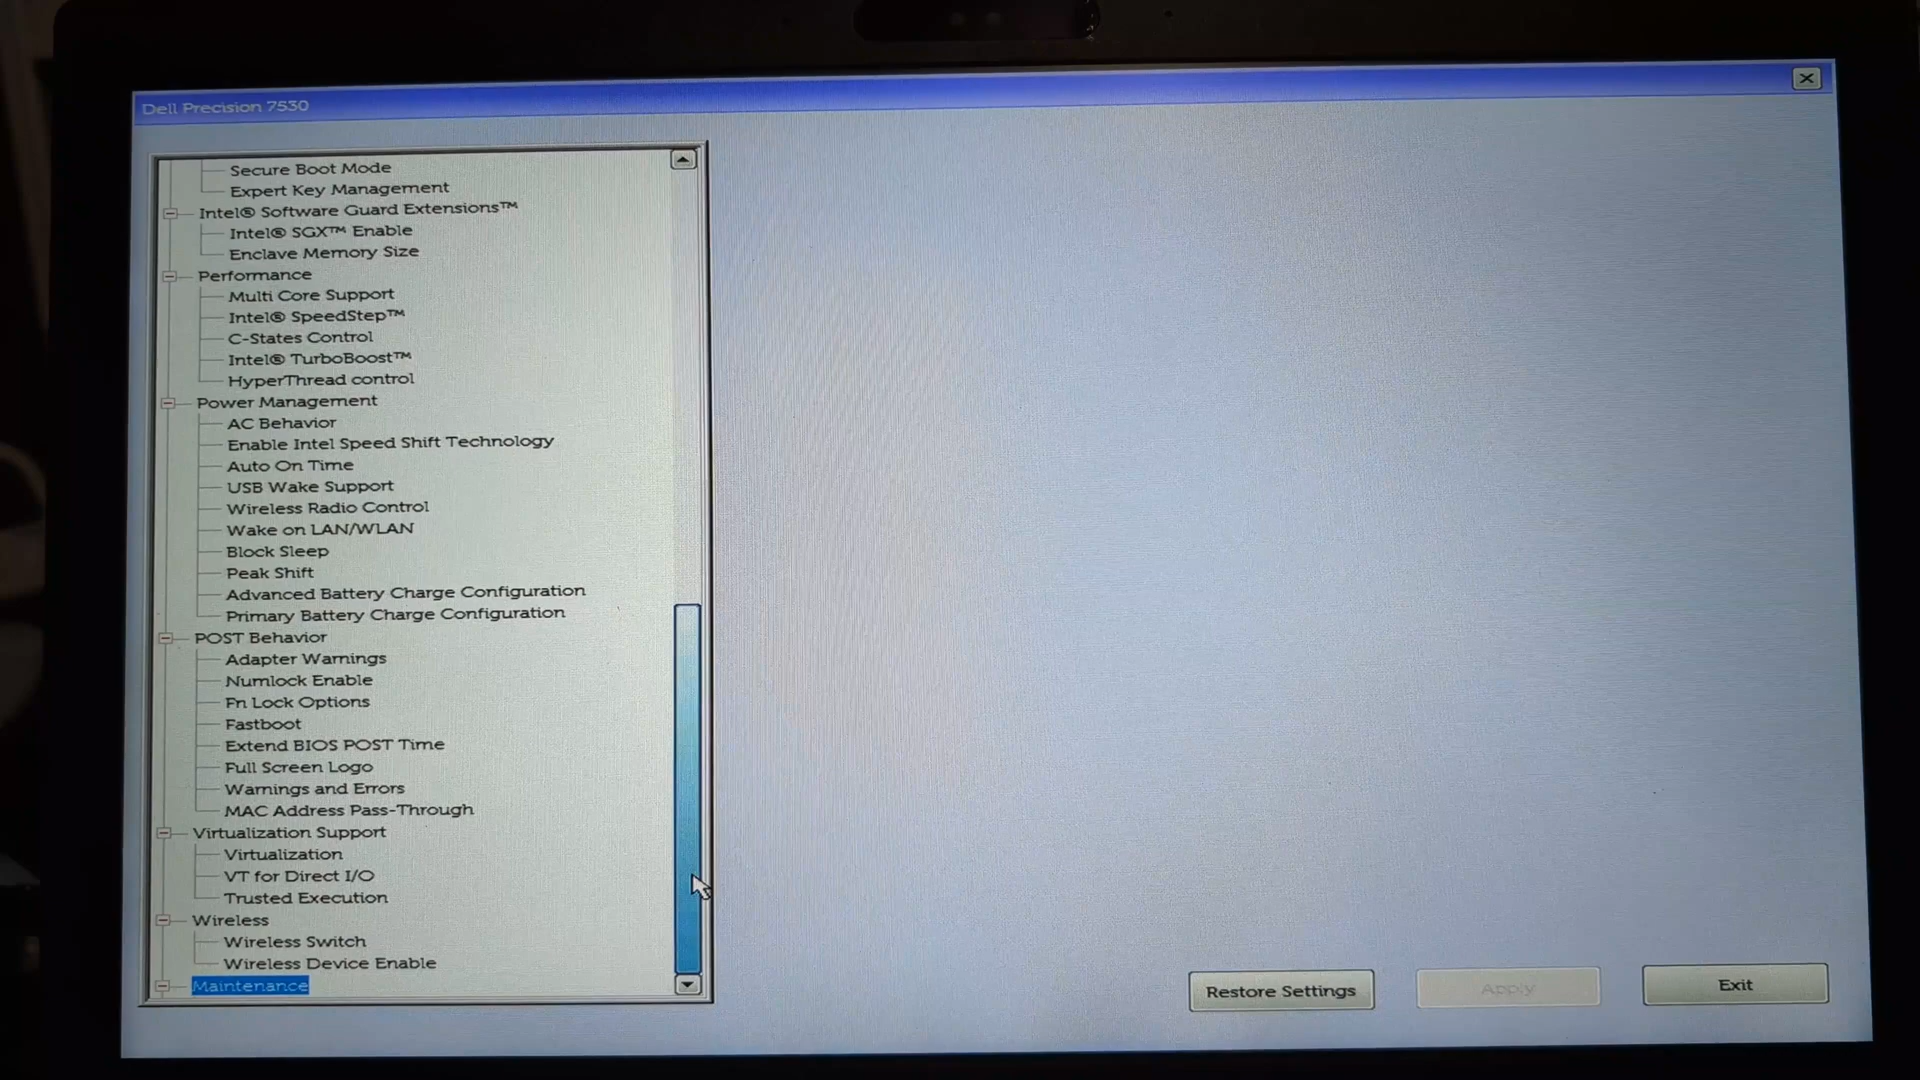 Dell Precision 7530
Secure Boot Mode
Expert Key Management
Intel® Software Guard Extensions™
Intel® SGX™ Enable
Enclave Memory Size
Performance
Multi Core Support
Intel® SpeedStep™
C-States Control
Intel® TurboBoost™
HyperThread control
Power Management
AC Behavior
Enable Intel Speed Shift Technology
Auto On Time
USB Wake Support
Wireless Radio Control
Wake on LAN/WLAN
Block Sleep
Peak Shift
Advanced Battery Charge Configuration
Primary Battery Charge Configuration
POST Behavior
Adapter Warnings
Numlock Enable
Fn Lock Options
Fastboot
Extend BIOS POST Time
Full Screen Logo
Warnings and Errors
MAC Address Pass-Through
Virtualization Support
Virtualization
VT for Direct I/O
Trusted Execution
Wireless
Wireless Switch
Wireless Device Enable
Maintenance
Restore Settings Apply Exit